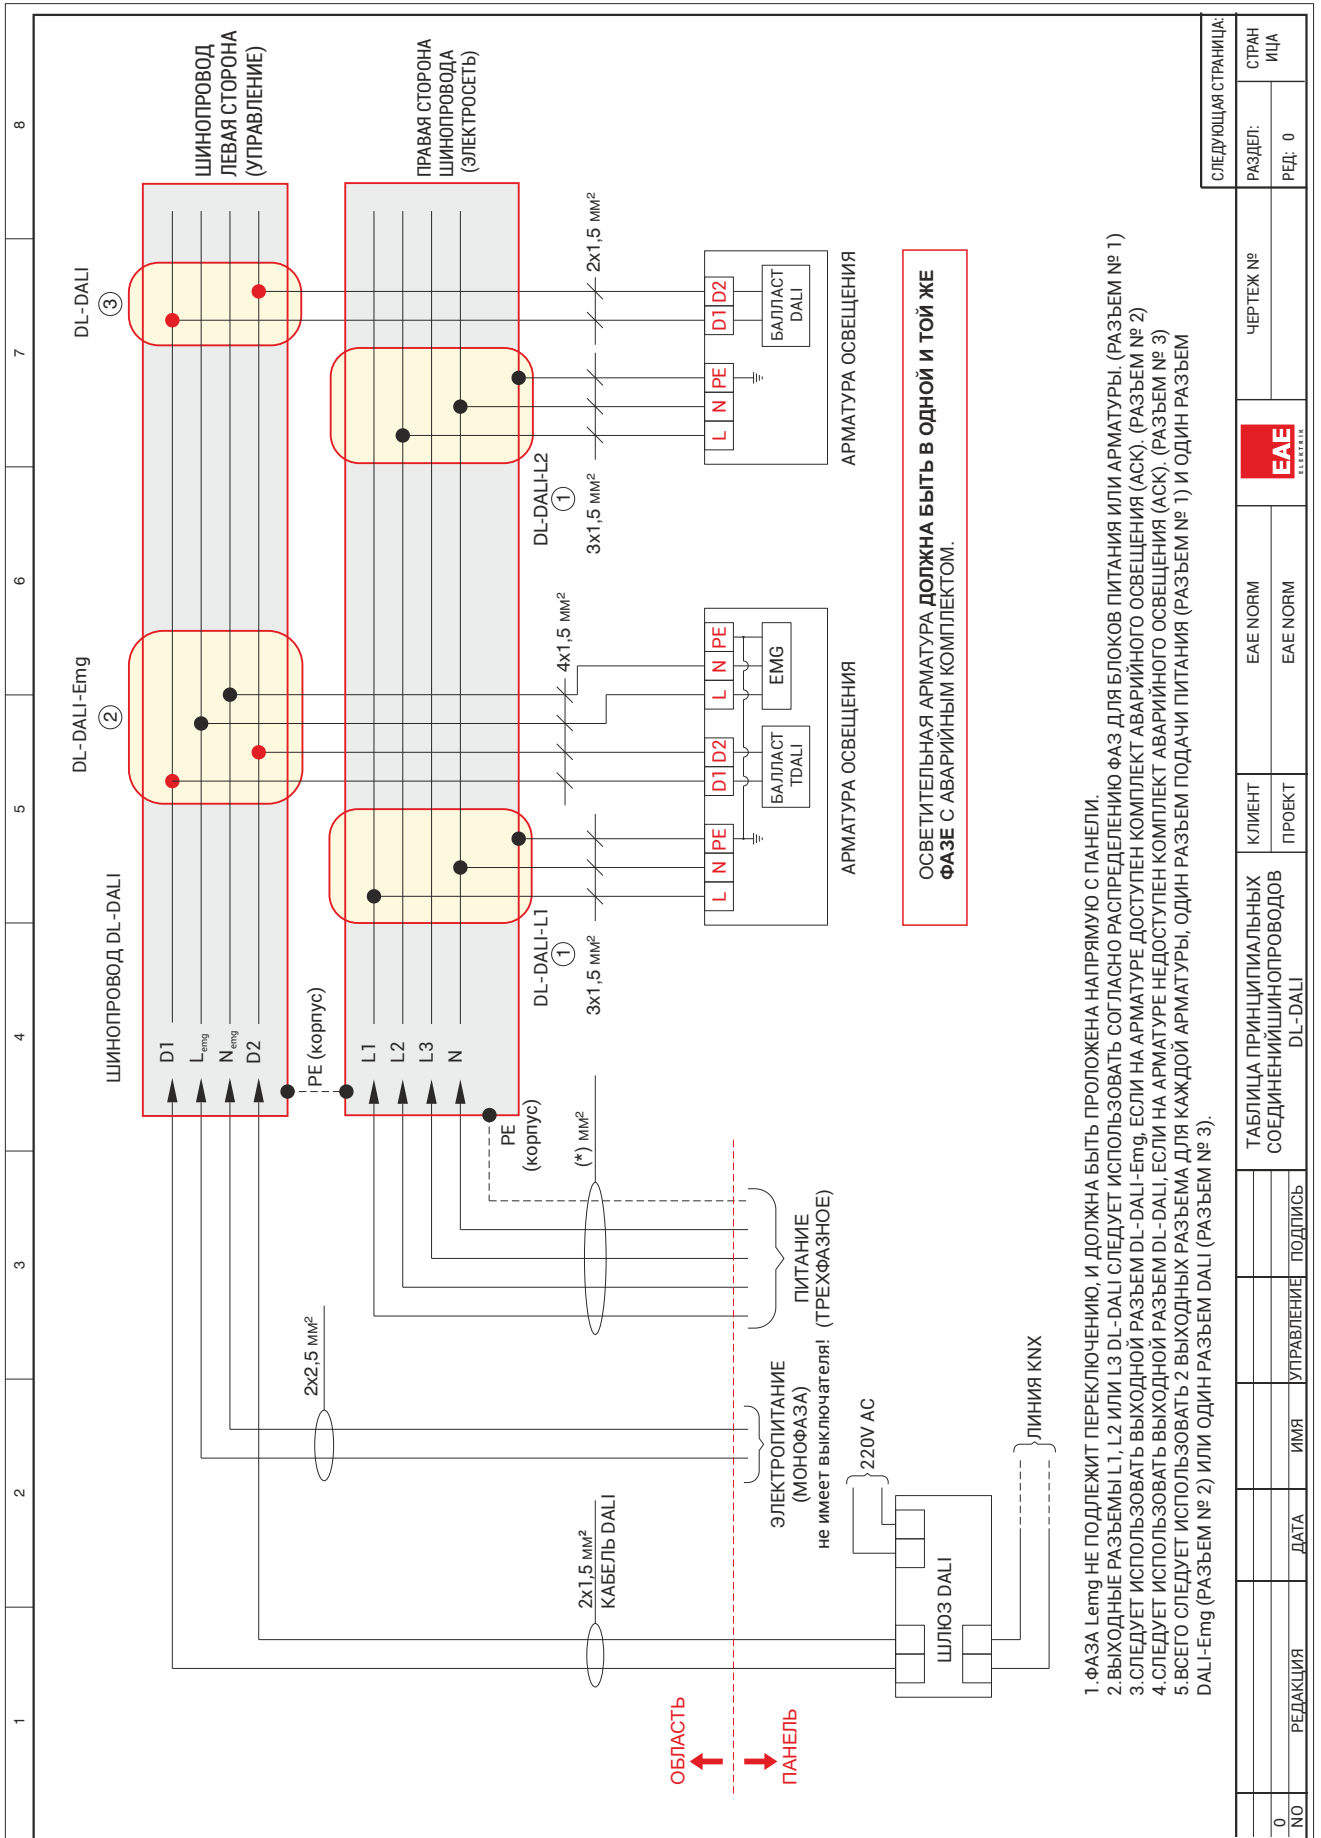 1
2
3
4
5
6
7
8
ШИНОПРОВОД DL-DALI
DL-DALI-Emg
2
DL-DALI
3
ШИНОПРОВОД
ЛЕВАЯ СТОРОНА
(УПРАВЛЕНИЕ)
D1
Lemg
Nemg
D2
PE (корпус)
ПРАВАЯ СТОРОНА
ШИНОПРОВОДА
(ЭЛЕКТРОСЕТЬ)
L1
L2
L3
N
PE
(корпус)
2x2,5 мм²
(*) мм²
DL-DALI-L1
1
3x1,5 мм²
4x1,5 мм²
DL-DALI-L2
1
3x1,5 мм²
2x1,5 мм²
2x1,5 мм²
КАБЕЛЬ DALI
ОБЛАСТЬ
ПАНЕЛЬ
ЭЛЕКТРОПИТАНИЕ
(МОНОФАЗА)
не имеет выключателя!
ПИТАНИЕ
(ТРЕХФАЗНОЕ)
L N PE D1 D2 L N PE
БАЛЛАСТ
TDALI
EMG
АРМАТУРА ОСВЕЩЕНИЯ
L N PE D1 D2
БАЛЛАСТ
DALI
АРМАТУРА ОСВЕЩЕНИЯ
220V AC
ШЛЮЗ DALI
ЛИНИЯ KNX
ОСВЕТИТЕЛЬНАЯ АРМАТУРА ДОЛЖНА БЫТЬ В ОДНОЙ И ТОЙ ЖЕ
ФАЗЕ С АВАРИЙНЫМ КОМПЛЕКТОМ.
1.ФАЗА Lemg НЕ ПОДЛЕЖИТ ПЕРЕКЛЮЧЕНИЮ, И ДОЛЖНА БЫТЬ ПРОЛОЖЕНА НАПРЯМУЮ С ПАНЕЛИ.
2.ВЫХОДНЫЕ РАЗЪЕМЫ L1, L2 ИЛИ L3 DL-DALI СЛЕДУЕТ ИСПОЛЬЗОВАТЬ СОГЛАСНО РАСПРЕДЕЛЕНИЮ ФАЗ ДЛЯ БЛОКОВ ПИТАНИЯ ИЛИ АРМАТУРЫ. (РАЗЪЕМ № 1)
3.СЛЕДУЕТ ИСПОЛЬЗОВАТЬ ВЫХОДНОЙ РАЗЪЕМ DL-DALI-Emg, ЕСЛИ НА АРМАТУРЕ ДОСТУПЕН КОМПЛЕКТ АВАРИЙНОГО ОСВЕЩЕНИЯ (АСК). (РАЗЪЕМ № 2)
4.СЛЕДУЕТ ИСПОЛЬЗОВАТЬ ВЫХОДНОЙ РАЗЪЕМ DL-DALI, ЕСЛИ НА АРМАТУРЕ НЕДОСТУПЕН КОМПЛЕКТ АВАРИЙНОГО ОСВЕЩЕНИЯ (АСК). (РАЗЪЕМ № 3)
5.ВСЕГО СЛЕДУЕТ ИСПОЛЬЗОВАТЬ 2 ВЫХОДНЫХ РАЗЪЕМА ДЛЯ КАЖДОЙ АРМАТУРЫ, ОДИН РАЗЪЕМ ПОДАЧИ ПИТАНИЯ (РАЗЪЕМ № 1) И ОДИН РАЗЪЕМ
DALI-Emg (РАЗЪЕМ № 2) ИЛИ ОДИН РАЗЪЕМ DALI (РАЗЪЕМ № 3).
СЛЕДУЮЩАЯ СТРАНИЦА:
0
NO
РЕДАКЦИЯ
ДАТА
ИМЯ
УПРАВЛЕНИЕ
ПОДПИСЬ
ТАБЛИЦА ПРИНЦИПИАЛЬНЫХ
СОЕДИНЕНИЙШИНОПРОВОДОВ
DL-DALI
КЛИЕНТ
EAE NORM
ПРОЕКТ
EAE NORM
EAE
ELEKTRİK
ЧЕРТЕЖ №
РАЗДЕЛ:
РЕД: 0
СТРАН
ИЦА